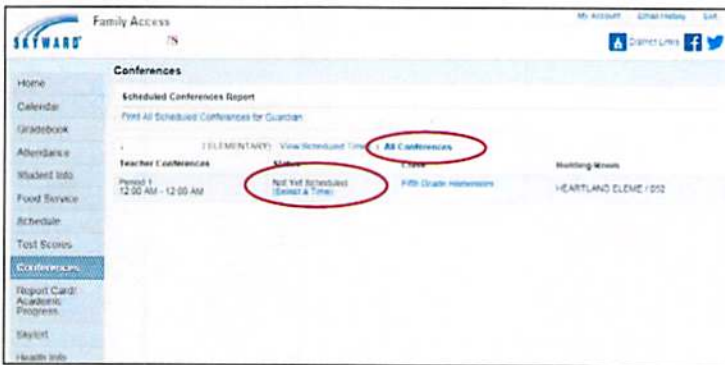 My Account Email History Exit
Family Access
SKYWARD
District Links
Conferences
Home
Calendar
Gradebook
Attendance
Student Info
Food Service
Schedule
Test Scores
Conferences
Report Card/
Academic
Progress
Skylert
Health Info
Scheduled Conferences Report
Print All Scheduled Conferences for Guardian
(ELEMENTARY) View Scheduled Time All Conferences
Teacher Conferences Status Class Building-Room
Period 1 Not Yet Scheduled Fifth Grade Homeroom HEARTLAND ELEME / 052
12:00 AM - 12:00 AM (Select a Time)